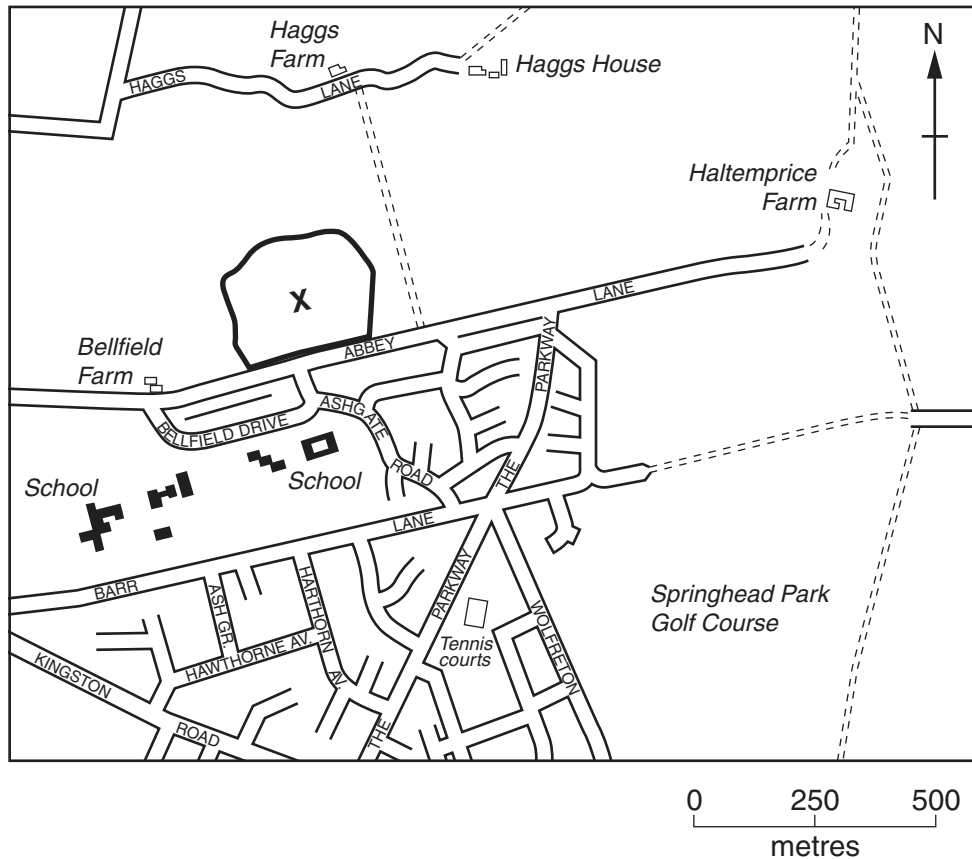 Haggs
Farm
Haggs House
N
HAGGS
LANE
Haltemprice
Farm
X
LANE
ABBEY
PARKWAY
Bellfield
Farm
BELLFIELD DRIVE
ASHGATE
ROAD
School
School
THE
LANE
BARR
PARKWAY
ASH GR.
HARTHORN
AV.
HAWTHORNE AV.
WOLFRETON
Tennis
courts
Springhead Park
Golf Course
KINGSTON
ROAD
THE
0 250 500
metres